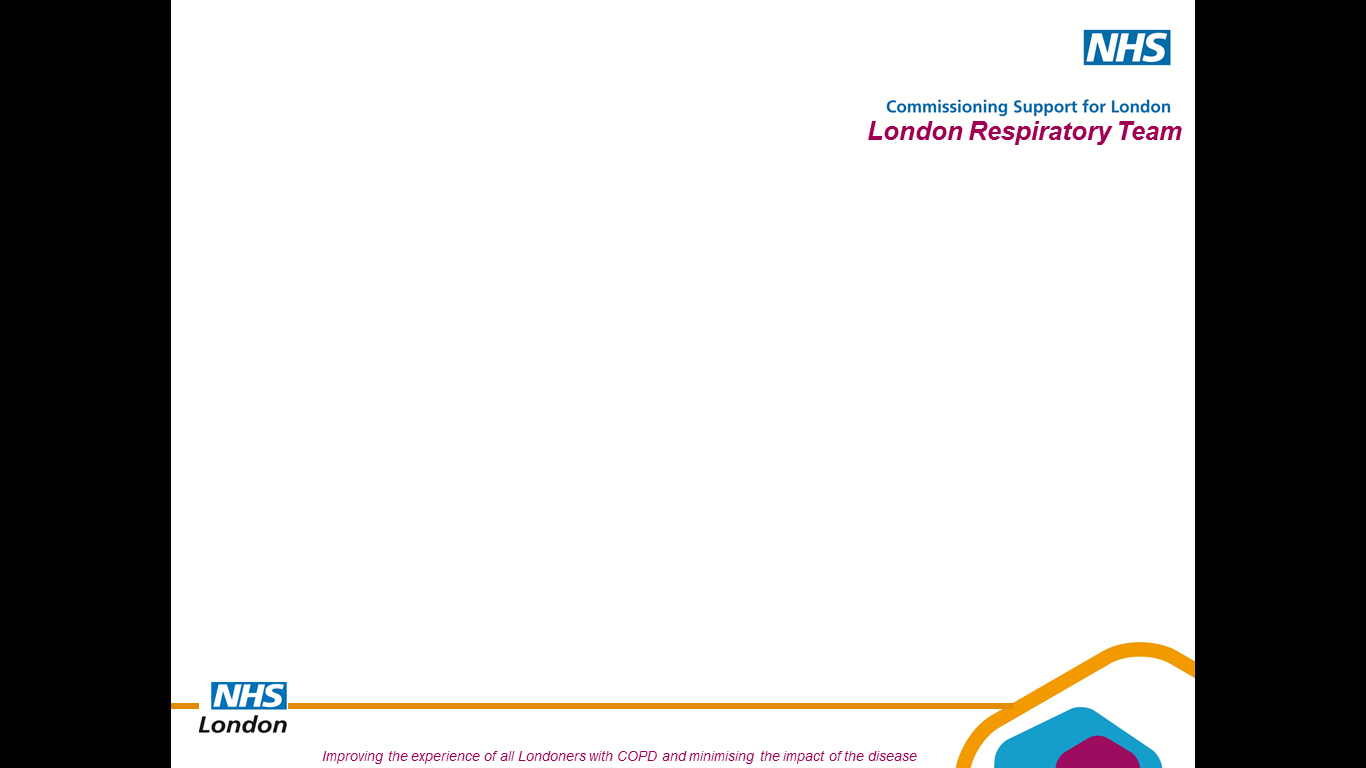 NHS
Commissioning Support for London
London Respiratory Team
NHS
London
Improving the experience of all Londoners with COPD and minimising the impact of the disease